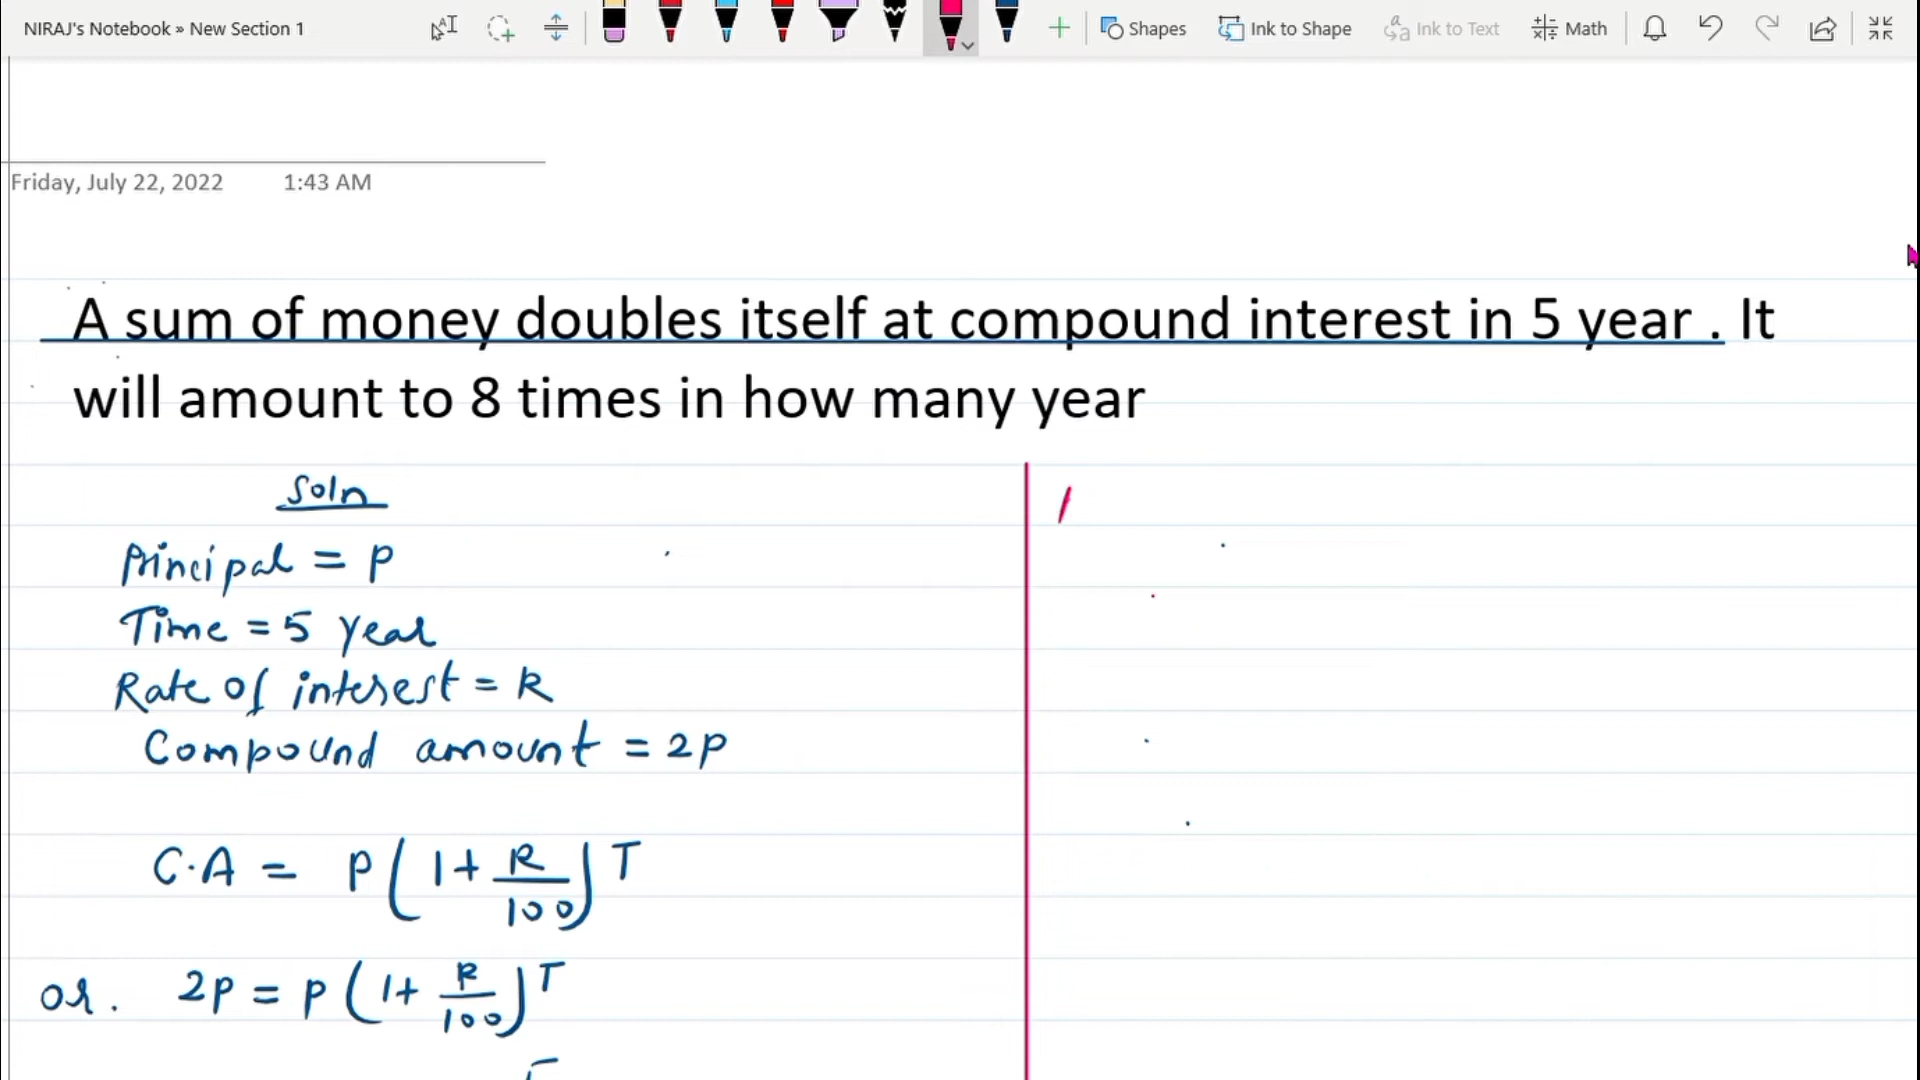 NIRAJ's Notebook » New Section 1
Shapes
Ink to Shape
Ink to Text
Math
Friday, July 22, 2022 1:43 AM
A sum of money doubles itself at compound interest in 5 year . It
will amount to 8 times in how many year
Soln
Principal = P
Time = 5 Year
Rate of interest = R
Compound amount = 2P
C.A = P(1+R/100)^T
or. 2P = P(1+R/100)^T